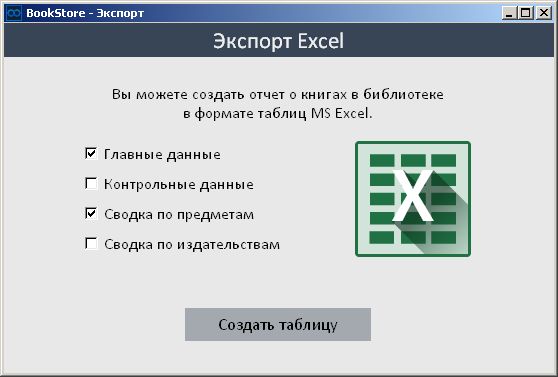 BookStore - Экспорт
Экспорт Excel
Вы можете создать отчет о книгах в библиотеке
в формате таблиц MS Excel.
Главные данные
Контрольные данные
Сводка по предметам
Сводка по издательствам
X
Создать таблицу